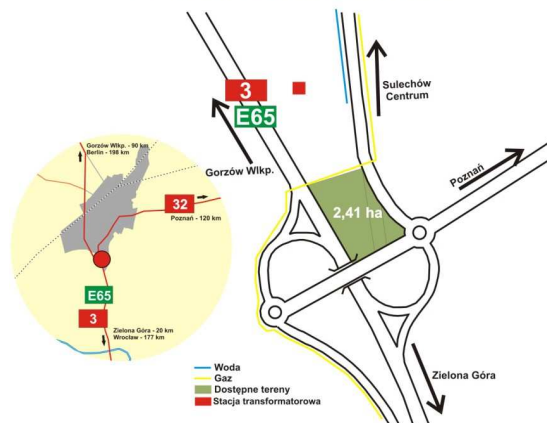 3
E65
Sulechów
Centrum
Gorzów Wlkp.
Poznań
2,41 ha
Zielona Góra
Gorzów Wlkp. - 90 km
Berlin - 198 km
32
Poznań - 120 km
E65
3
Zielona Góra - 20 km
Wrocław - 177 km
Woda
Gaz
Dostępne tereny
Stacja transformatorowa